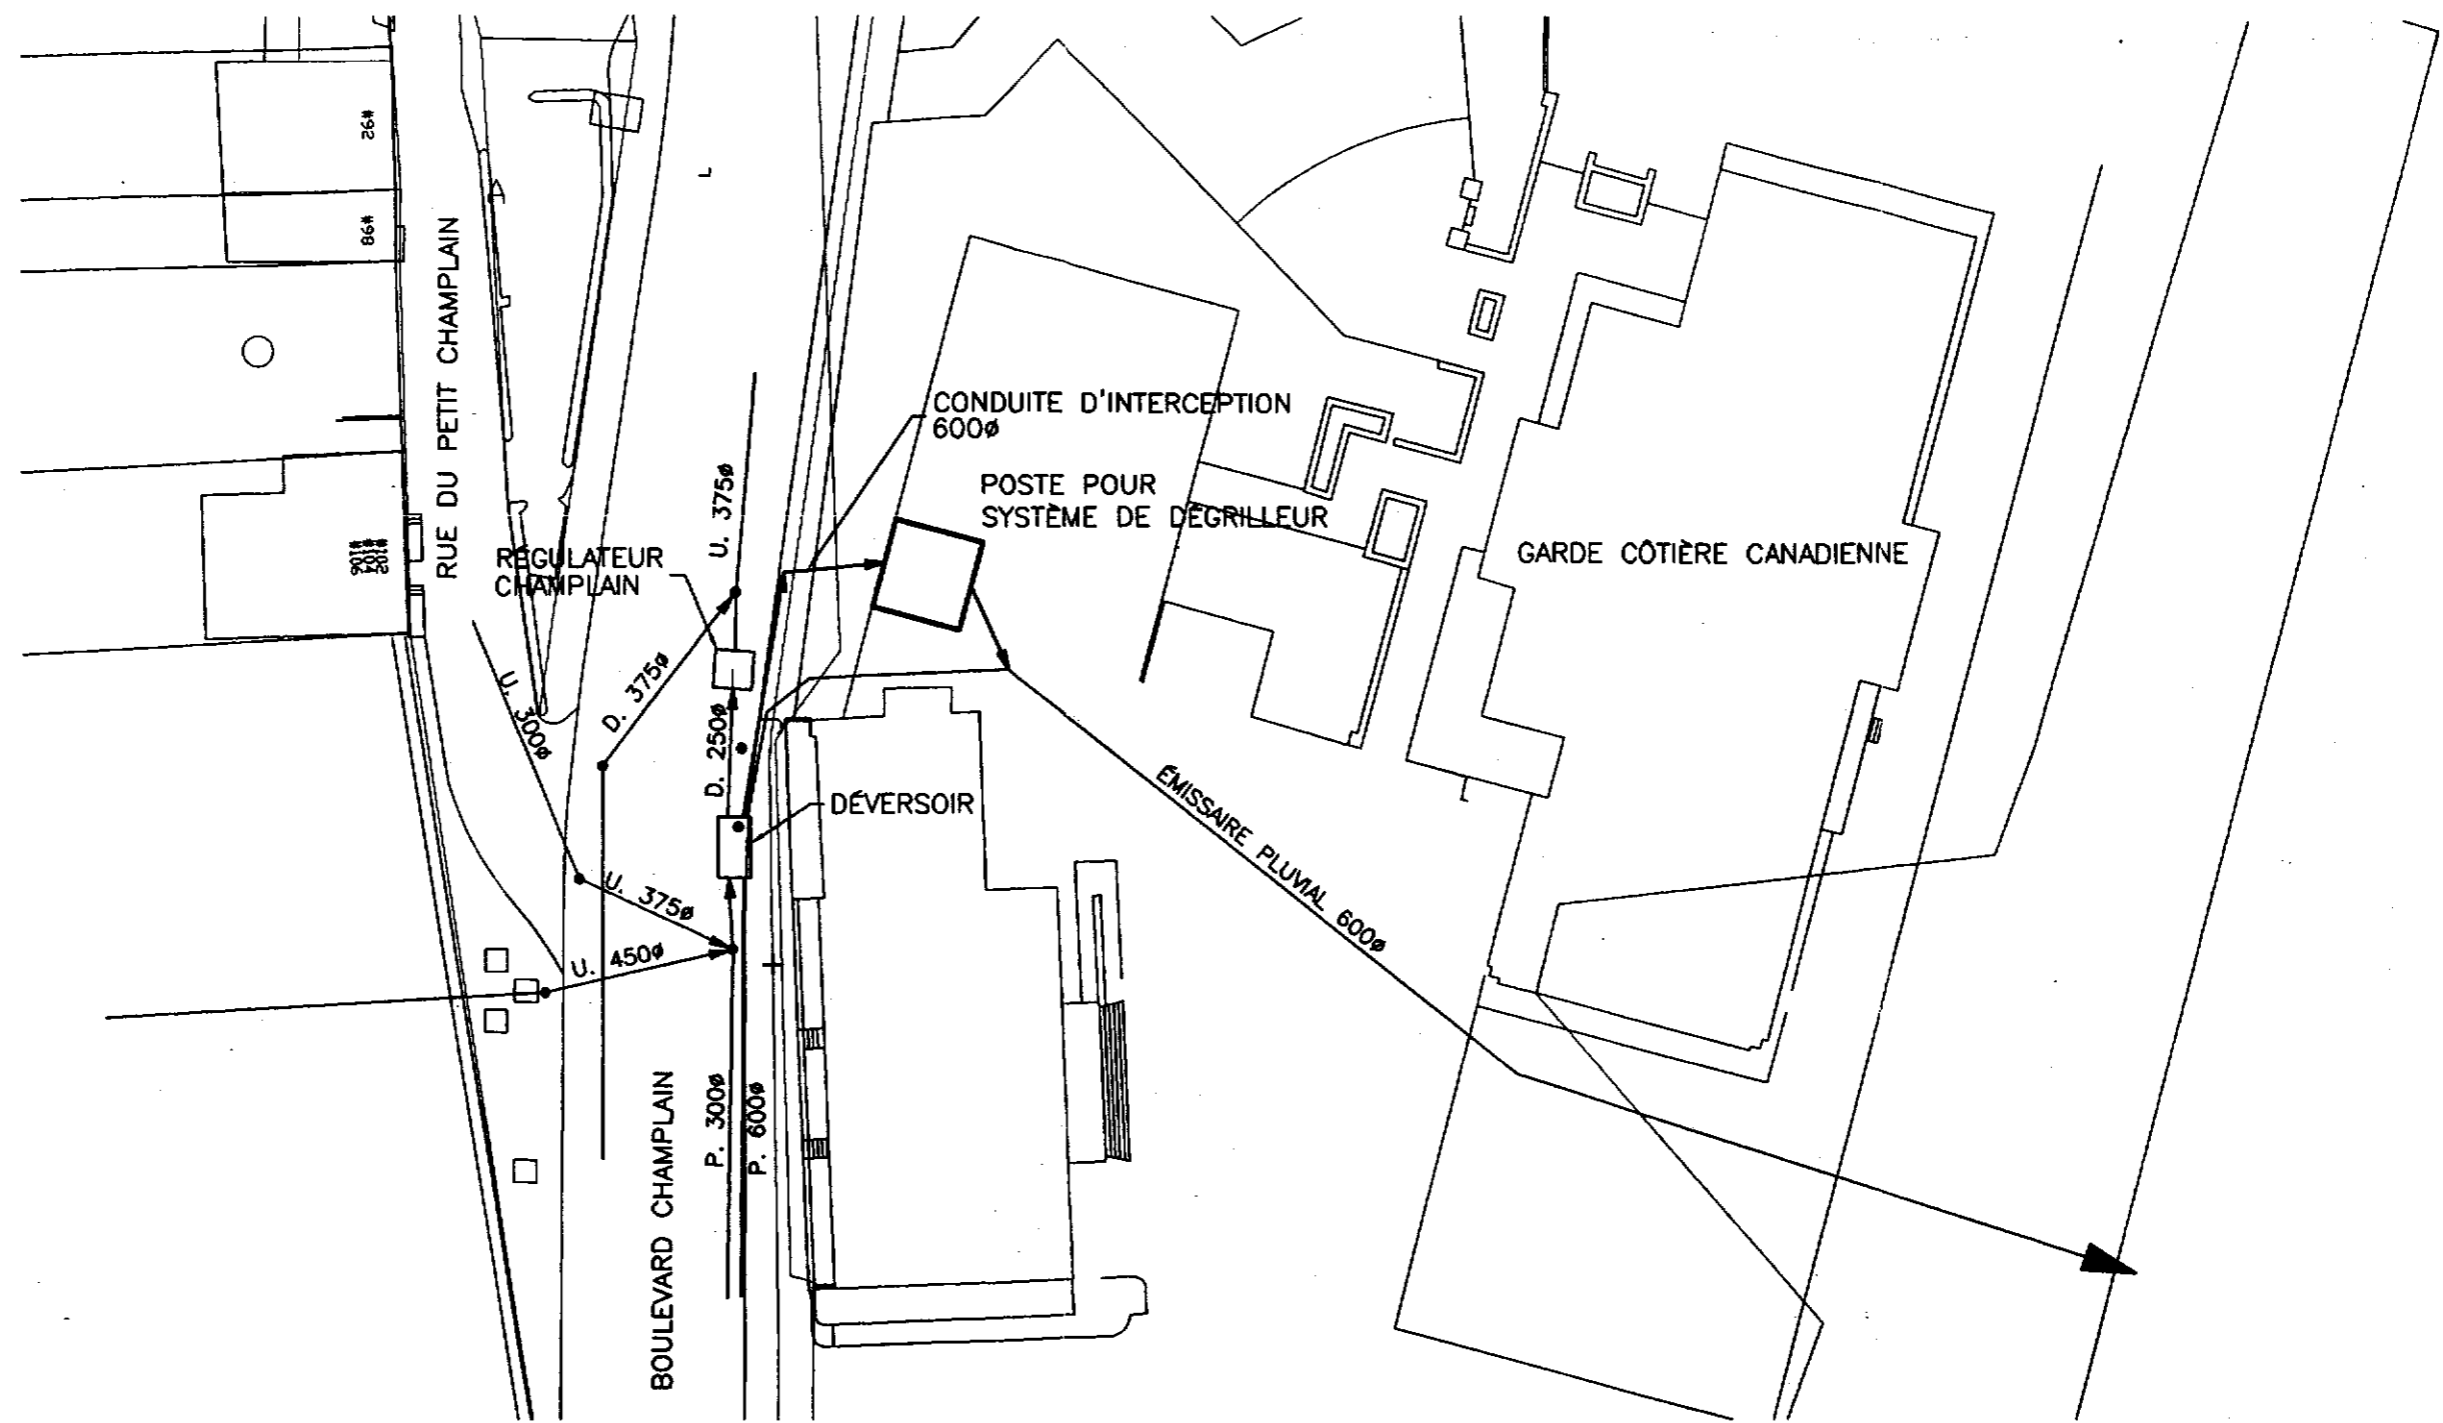 #92
#98
RUE DU PETIT CHAMPLAIN
#102
#104
#106
CONDUITE D'INTERCEPTION
600ø
POSTE POUR
SYSTÈME DE DÉGRILLEUR
GARDE CÔTIÈRE CANADIENNE
RÉGULATEUR
CHAMPLAIN
U. 375ø
D. 375ø
U. 300ø
D. 250ø
DÉVERSOIR
U. 375ø
U. 450ø
ÉMISSAIRE PLUVIAL 600ø
P. 300ø
P. 600ø
BOULEVARD CHAMPLAIN